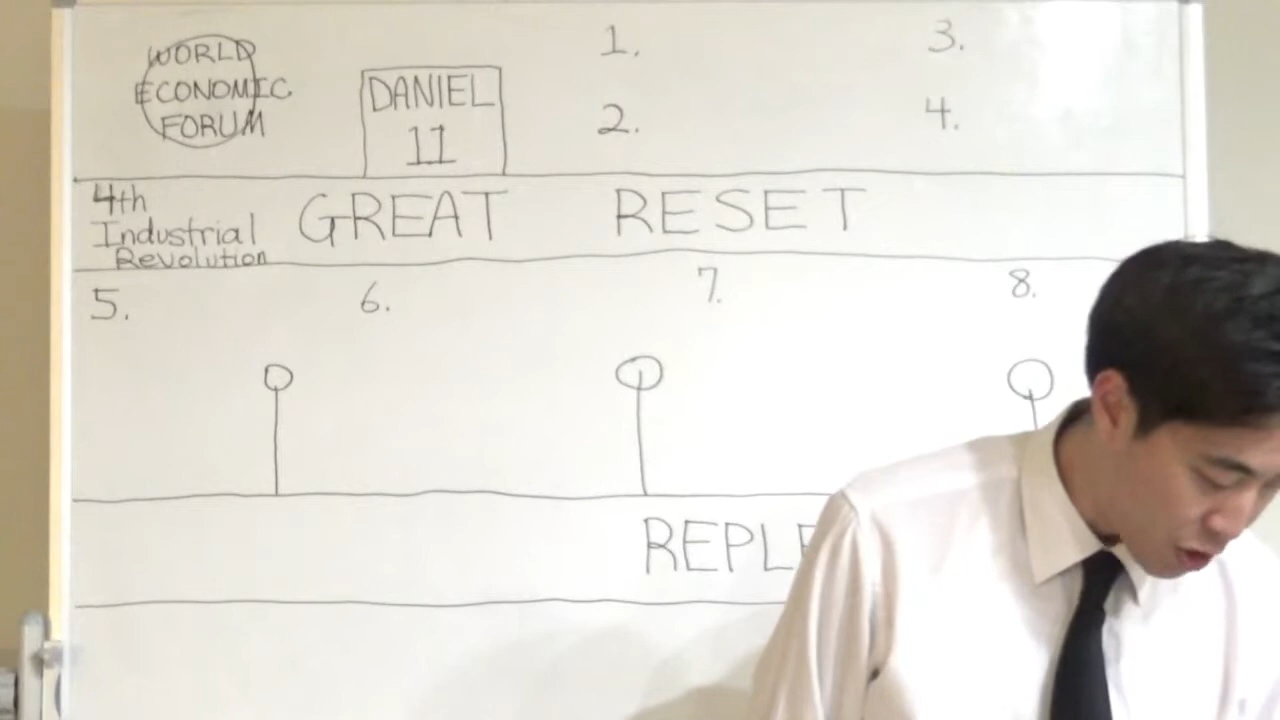 WORLD
ECONOMIC
FORUM
DANIEL
11
1.
2.
3.
4.
4th
Industrial
Revolution
GREAT RESET
5.
6.
7.
8.